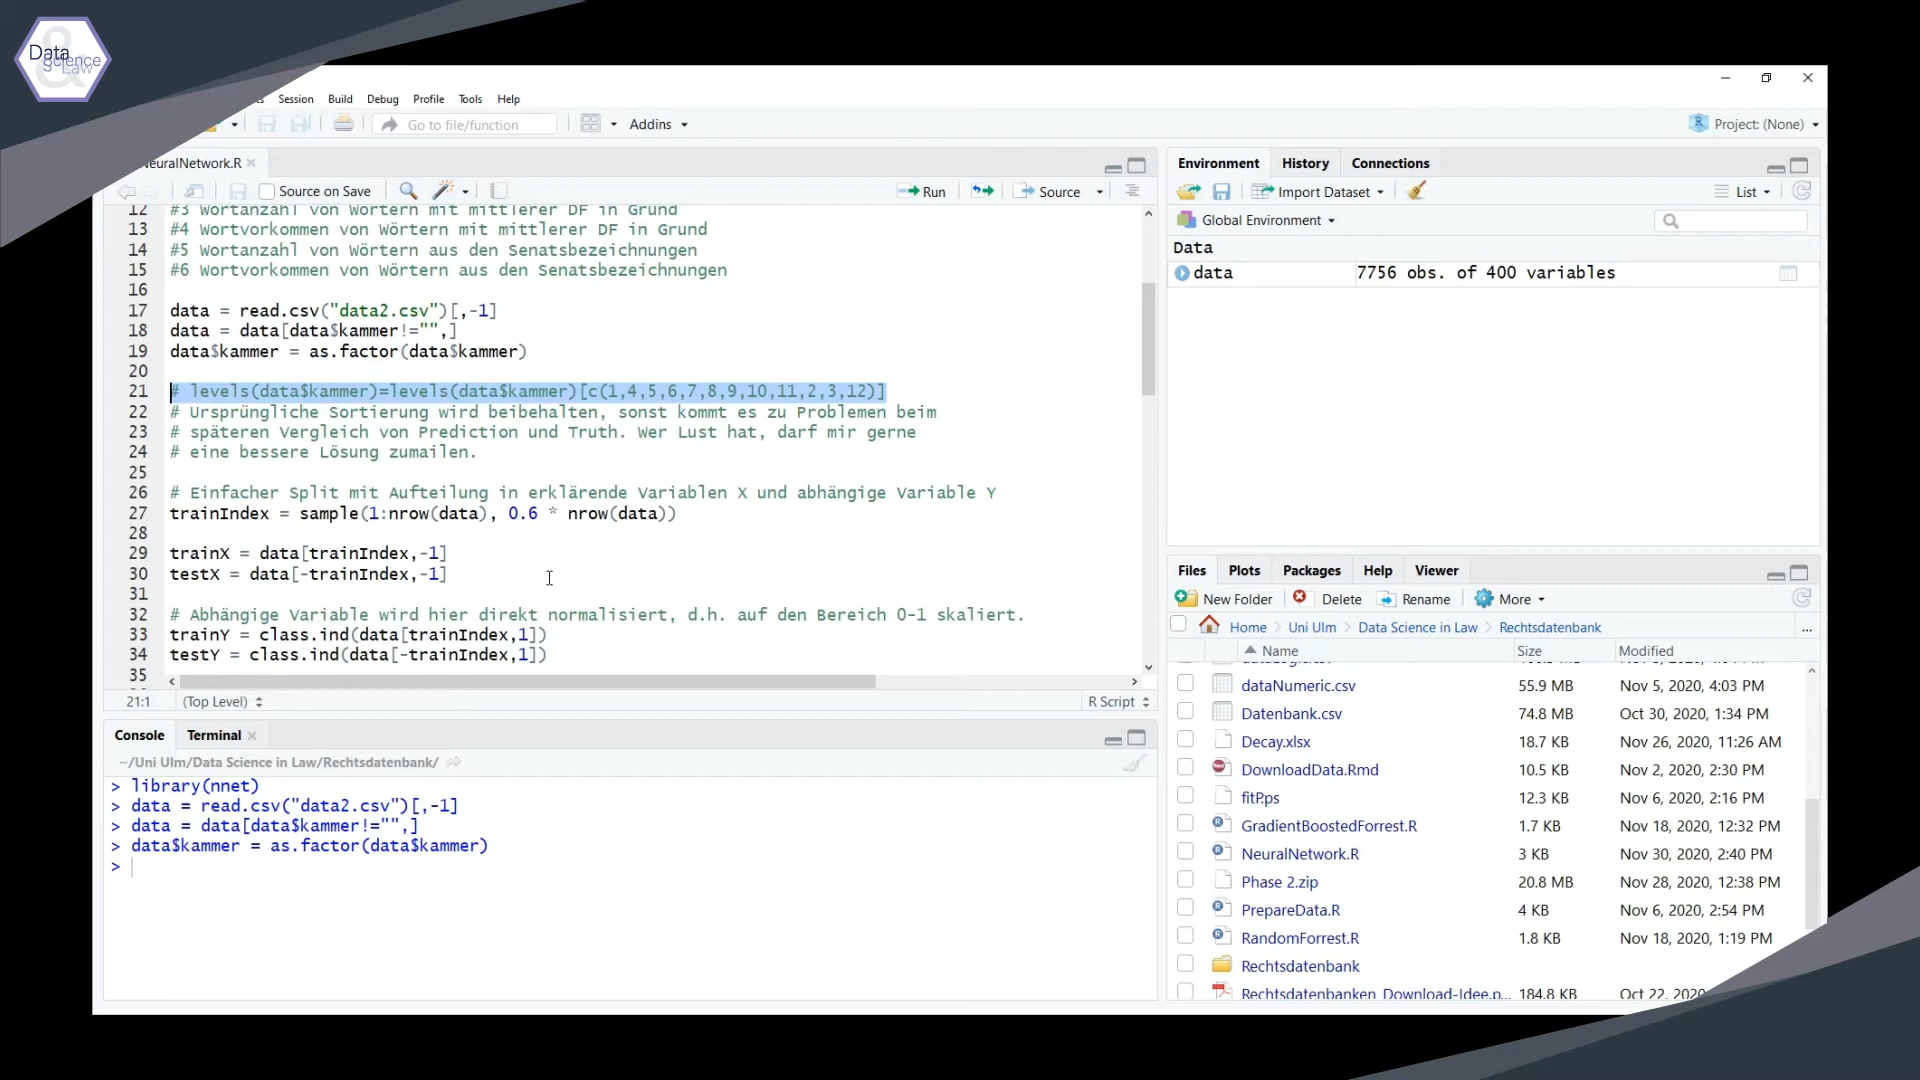 Data
Science
Law
&
Session Build Debug Profile Tools Help
Go to file/function
Addins
Project: (None)
NeuralNetwork.R
Source on Save
Run
Source
12 #3 Wortanzahl von Wörtern mit mittlerer DF in Grund
13 #4 Wortvorkommen von Wörtern mit mittlerer DF in Grund
14 #5 Wortanzahl von Wörtern aus den Senatsbezeichnungen
15 #6 Wortvorkommen von Wörtern aus den Senatsbezeichnungen
16
17 data = read.csv("data2.csv")[,-1]
18 data = data[data$kammer!="",]
19 data$kammer = as.factor(data$kammer)
20
21 # levels(data$kammer)=levels(data$kammer)[c(1,4,5,6,7,8,9,10,11,2,3,12)]
22 # Ursprüngliche Sortierung wird beibehalten, sonst kommt es zu Problemen beim
23 # späteren Vergleich von Prediction und Truth. Wer Lust hat, darf mir gerne
24 # eine bessere Lösung zumailen.
25
26 # Einfacher Split mit Aufteilung in erklärende Variablen X und abhängige Variable Y
27 trainIndex = sample(1:nrow(data), 0.6 * nrow(data))
28
29 trainX = data[trainIndex,-1]
30 testX = data[-trainIndex,-1]
31
32 # Abhängige Variable wird hier direkt normalisiert, d.h. auf den Bereich 0-1 skaliert.
33 trainY = class.ind(data[trainIndex,1])
34 testY = class.ind(data[-trainIndex,1])
35
21:1 (Top Level) R Script
Console Terminal
~/Uni Ulm/Data Science in Law/Rechtsdatenbank/
> library(nnet)
> data = read.csv("data2.csv")[,-1]
> data = data[data$kammer!="",]
> data$kammer = as.factor(data$kammer)
>
Environment History Connections
Import Dataset
List
Global Environment
Data
data 7756 obs. of 400 variables
Files Plots Packages Help Viewer
New Folder Delete Rename More
Home Uni Ulm Data Science in Law Rechtsdatenbank ...
Name Size Modified
dataNumeric.csv 55.9 MB Nov 5, 2020, 4:03 PM
Datenbank.csv 74.8 MB Oct 30, 2020, 1:34 PM
Decay.xlsx 18.7 KB Nov 26, 2020, 11:26 AM
DownloadData.Rmd 10.5 KB Nov 2, 2020, 2:30 PM
fitP.ps 12.3 KB Nov 6, 2020, 2:16 PM
GradientBoostedForrest.R 1.7 KB Nov 18, 2020, 12:32 PM
NeuralNetwork.R 3 KB Nov 30, 2020, 2:40 PM
Phase 2.zip 20.8 MB Nov 28, 2020, 12:38 PM
PrepareData.R 4 KB Nov 6, 2020, 2:54 PM
RandomForrest.R 1.8 KB Nov 18, 2020, 1:19 PM
Rechtsdatenbank
Rechtsdatenbanken_Download-Idee.p... 184.8 KB Oct 22, 2020